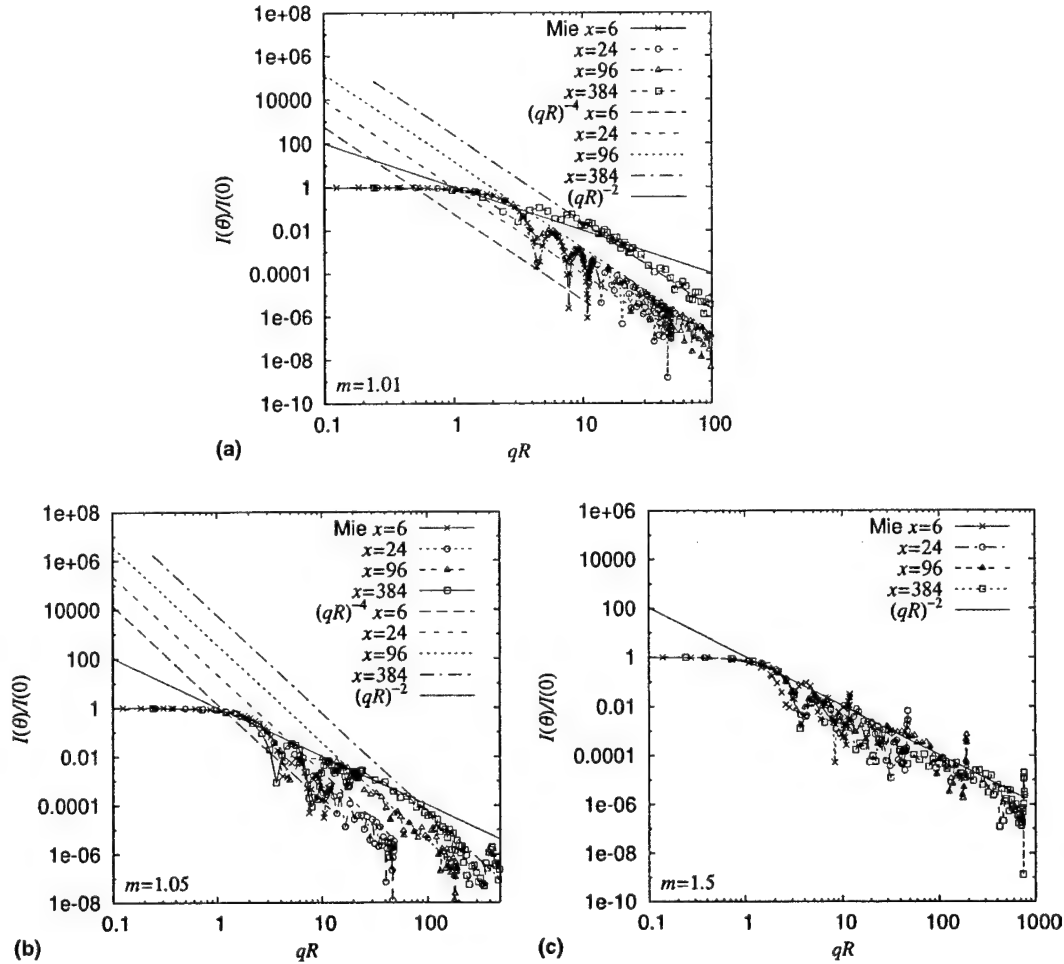 1e+08
1e+06
10000
100
1
0.01
0.0001
1e-06
1e-08
1e-10
I(θ)/I(0)
Mie x=6
x=24
x=96
x=384
(qR)⁻⁴ x=6
x=24
x=96
x=384
(qR)⁻²
m=1.01
0.1 1 10 100
(a) qR
1e+08
1e+06
10000
100
1
0.01
0.0001
1e-06
1e-08
I(θ)/I(0)
Mie x=6
x=24
x=96
x=384
(qR)⁻⁴ x=6
x=24
x=96
x=384
(qR)⁻²
m=1.05
0.1 1 10 100
(b) qR
1e+06
10000
100
1
0.01
0.0001
1e-06
1e-08
1e-10
I(θ)/I(0)
Mie x=6
x=24
x=96
x=384
(qR)⁻²
m=1.5
0.1 1 10 100 1000
(c) qR